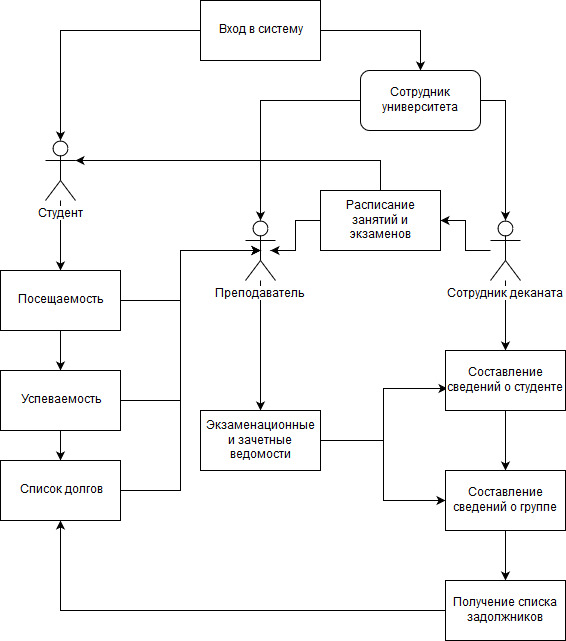 Вход в систему
Сотрудник
университета
Студент
Расписание
занятий и
экзаменов
Преподаватель
Сотрудник деканата
Посещаемость
Успеваемость
Список долгов
Экзаменационные
и зачетные
ведомости
Составление
сведений о студенте
Составление
сведений о группе
Получение списка
задолжников